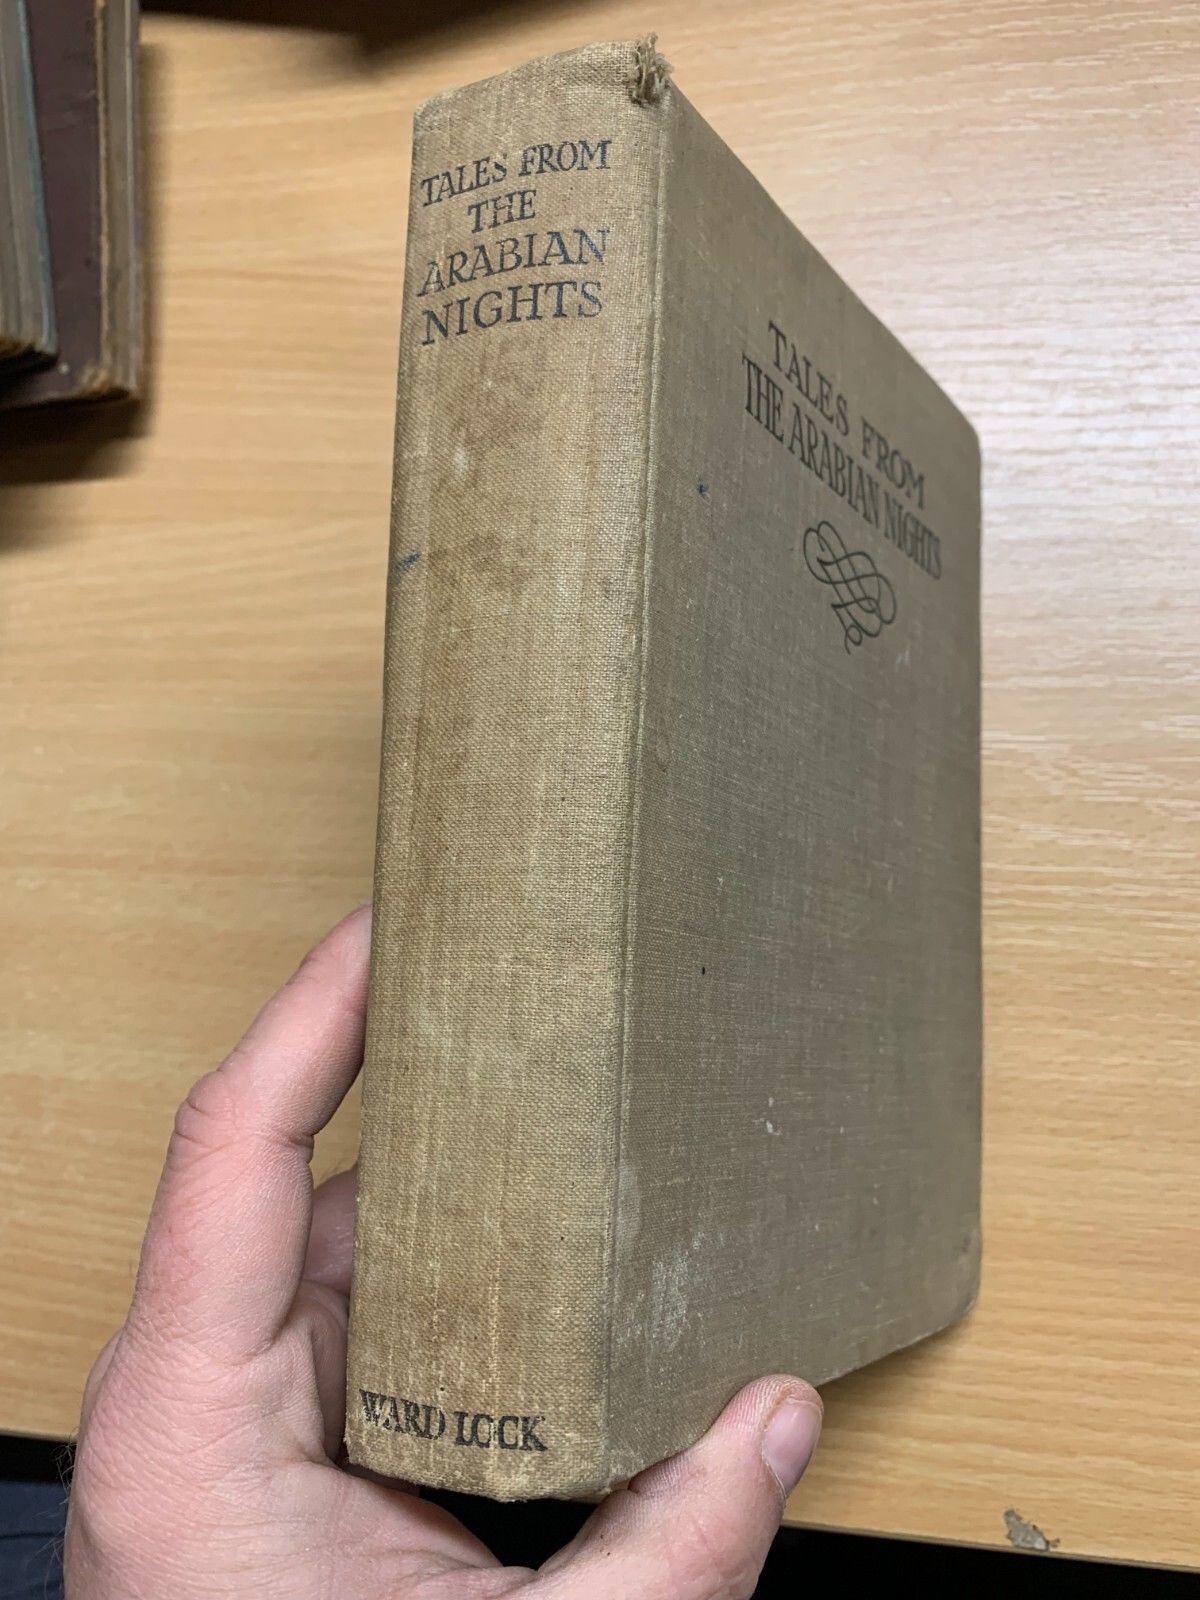 TALES FROM
THE
ARABIAN
NIGHTS
WARD LOCK
TALES FROM
THE ARABIAN NIGHTS